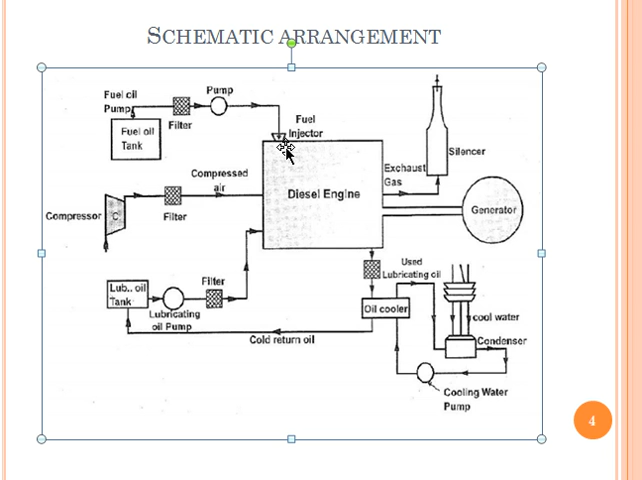 SCHEMATIC ARRANGEMENT
Fuel oil
Pump
Pump
Filter
Fuel oil
Tank
Fuel
Injector
Silencer
Compressed
air
Diesel Engine
Exchaust
Gas
Generator
Compressor
C
Filter
Lub.. oil
Tank
Filter
Lubricating
oil Pump
Used
Lubricating oil
Oil cooler
cool water
Condenser
Cold return oil
Cooling Water
Pump
4